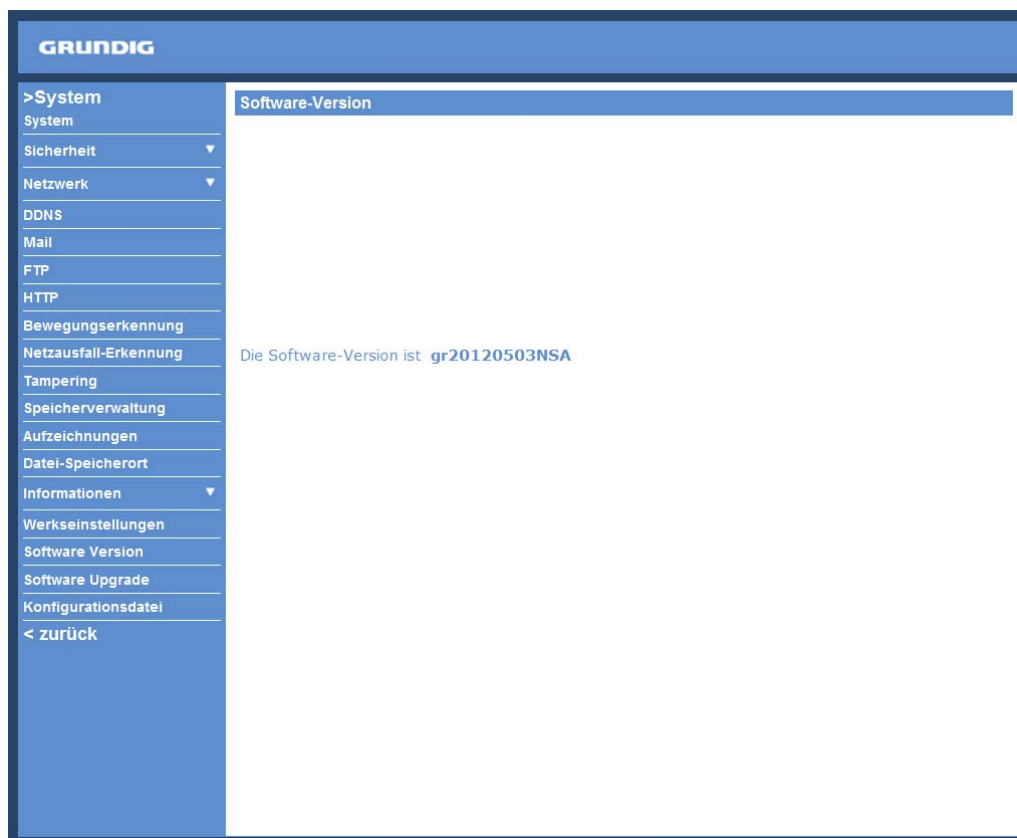 GRUNDIG
>System
System
Sicherheit
Netzwerk
DDNS
Mail
FTP
HTTP
Bewegungserkennung
Netzausfall-Erkennung
Tampering
Speicherverwaltung
Aufzeichnungen
Datei-Speicherort
Informationen
Werkseinstellungen
Software Version
Software Upgrade
Konfigurationsdatei
< zurück
Software-Version
Die Software-Version ist gr20120503NSA